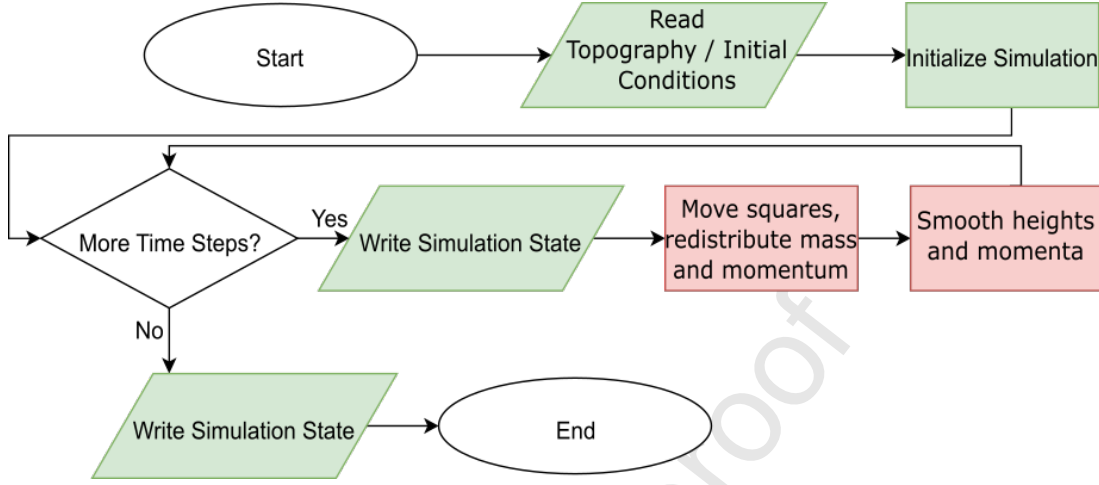 Start
Read
Topography / Initial
Conditions
Initialize Simulation
More Time Steps?
Yes
Write Simulation State
Move squares,
redistribute mass
and momentum
Smooth heights
and momenta
No
Write Simulation State
End
roof